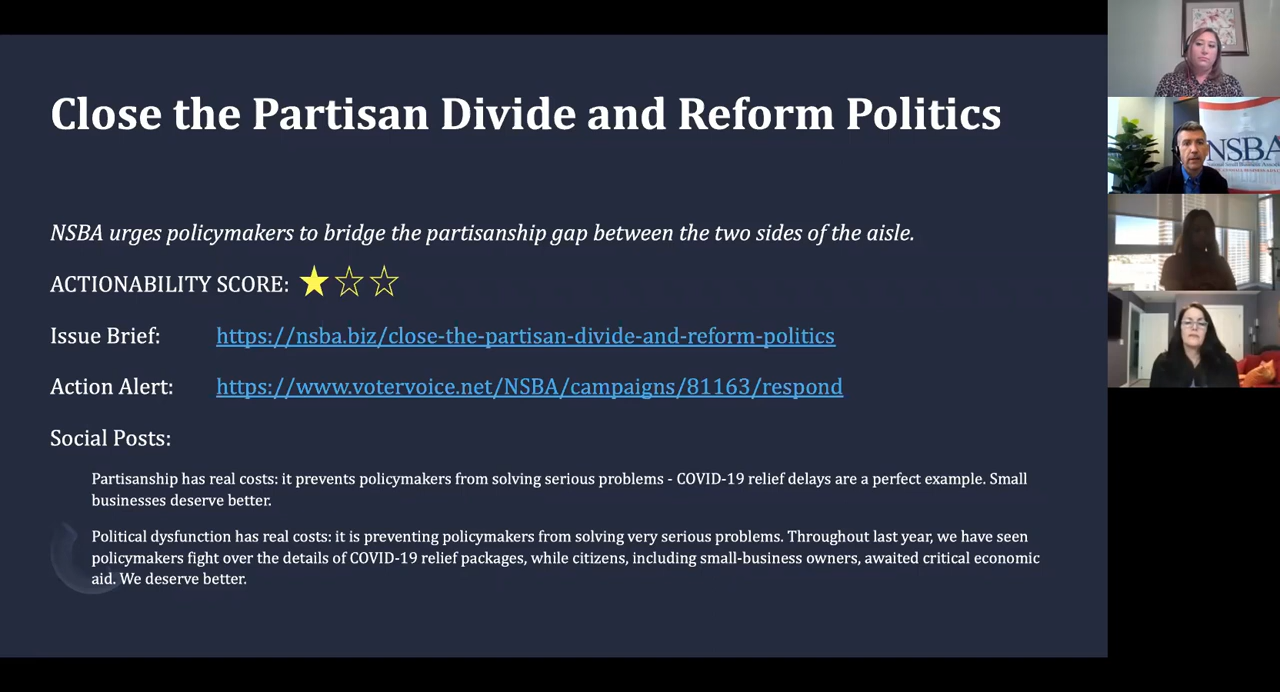 Close the Partisan Divide and Reform Politics
NSBA urges policymakers to bridge the partisanship gap between the two sides of the aisle.
ACTIONABILITY SCORE: ★☆☆
Issue Brief: https://nsba.biz/close-the-partisan-divide-and-reform-politics
Action Alert: https://www.votervoice.net/NSBA/campaigns/81163/respond
Social Posts:
Partisanship has real costs: it prevents policymakers from solving serious problems - COVID-19 relief delays are a perfect example. Small
businesses deserve better.
Political dysfunction has real costs: it is preventing policymakers from solving very serious problems. Throughout last year, we have seen
policymakers fight over the details of COVID-19 relief packages, while citizens, including small-business owners, awaited critical economic
aid. We deserve better.
NSBA